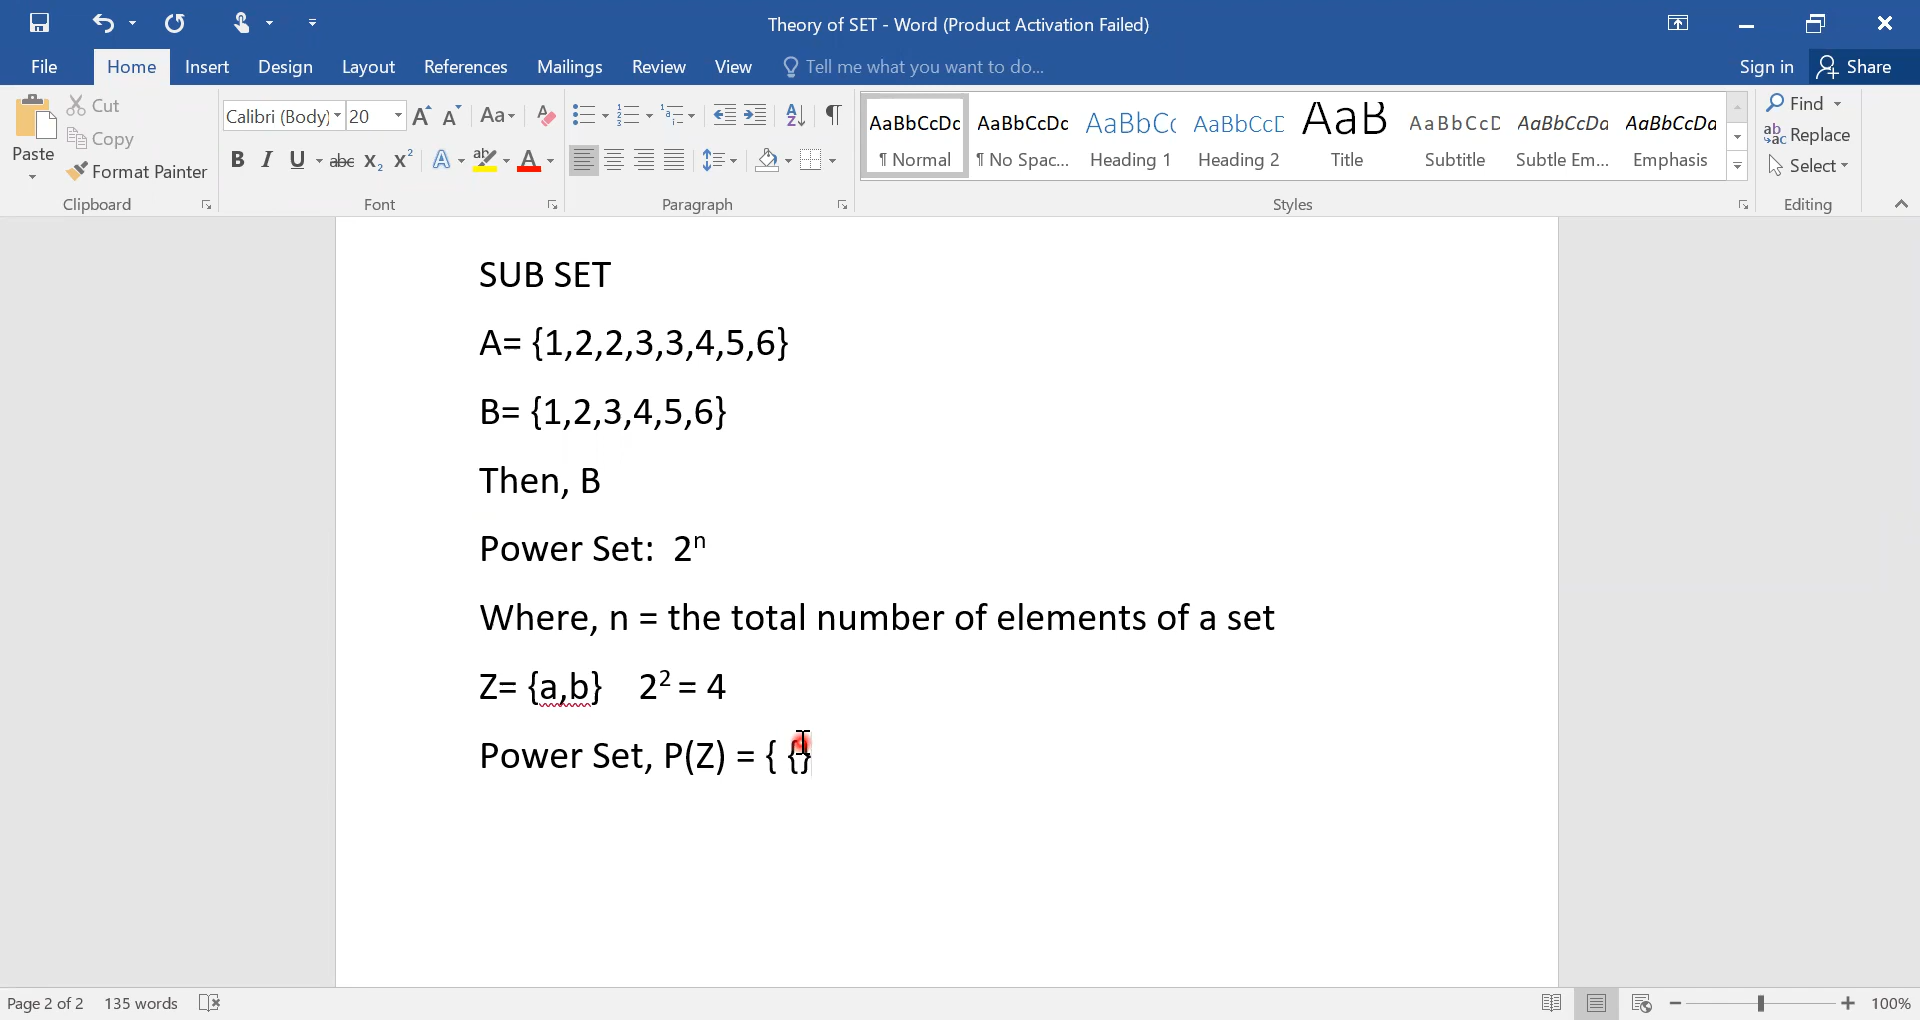 Theory of SET - Word (Product Activation Failed)
File Home Insert Design Layout References Mailings Review View Tell me what you want to do... Sign in Share
Paste Cut Copy Format Painter Clipboard
Calibri (Body) 20 Aa A B I U abc X₂ X² A ab A Font
Paragraph
AaBbCcDc ¶ Normal
AaBbCcDc ¶ No Spac...
AaBbCc Heading 1
AaBbCcD Heading 2
AaB Title
AaBbCcD Subtitle
AaBbCcDa Subtle Em...
AaBbCcDa Emphasis
Styles
Find
Replace
Select
Editing
SUB SET
A= {1,2,2,3,3,4,5,6}
B= {1,2,3,4,5,6}
Then, B
Power Set:  2ⁿ
Where, n = the total number of elements of a set
Z= {a,b}    2² = 4
Power Set, P(Z) = { {}
Page 2 of 2 135 words 100%